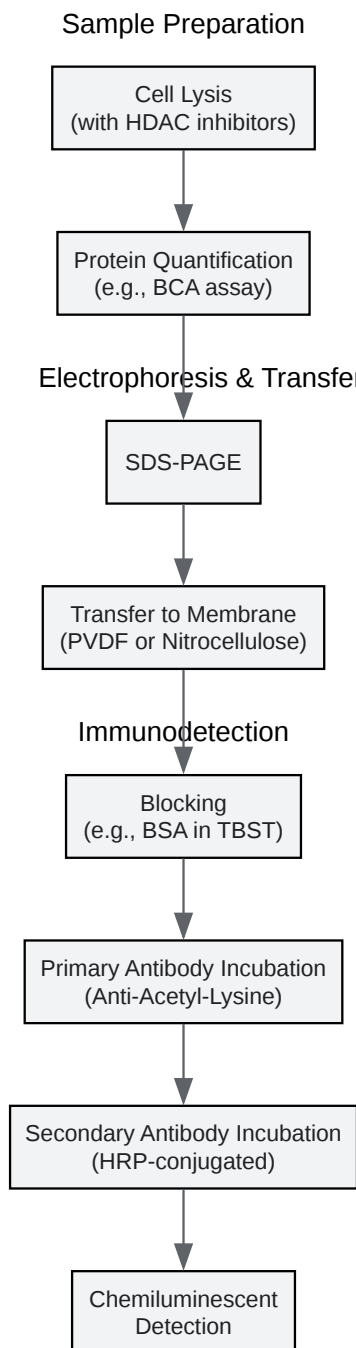 Sample Preparation
Cell Lysis
(with HDAC inhibitors)
Protein Quantification
(e.g., BCA assay)
Electrophoresis & Transfer
SDS-PAGE
Transfer to Membrane
(PVDF or Nitrocellulose)
Immunodetection
Blocking
(e.g., BSA in TBST)
Primary Antibody Incubation
(Anti-Acetyl-Lysine)
Secondary Antibody Incubation
(HRP-conjugated)
Chemiluminescent
Detection